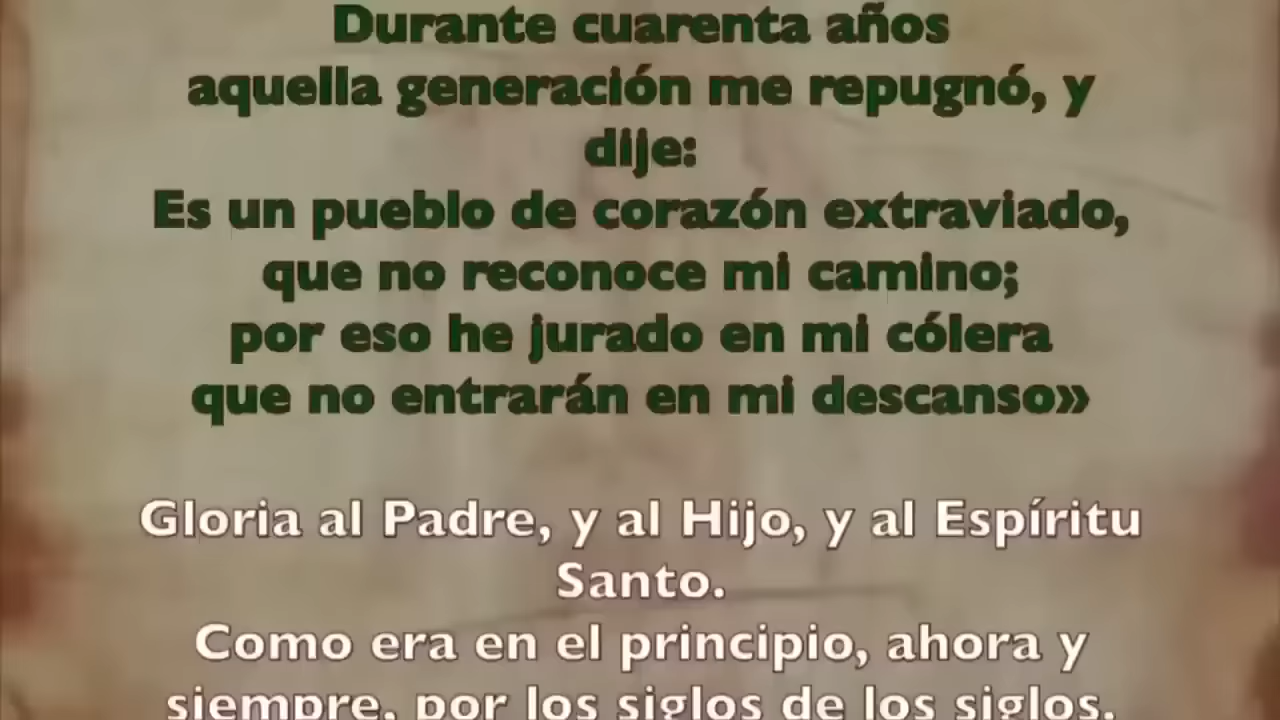 Durante cuarenta años
aquella generación me repugnó, y
dije:
Es un pueblo de corazón extraviado,
que no reconoce mi camino;
por eso he jurado en mi cólera
que no entrarán en mi descanso»
Gloria al Padre, y al Hijo, y al Espíritu
Santo.
Como era en el principio, ahora y
siempre, por los siglos de los siglos.